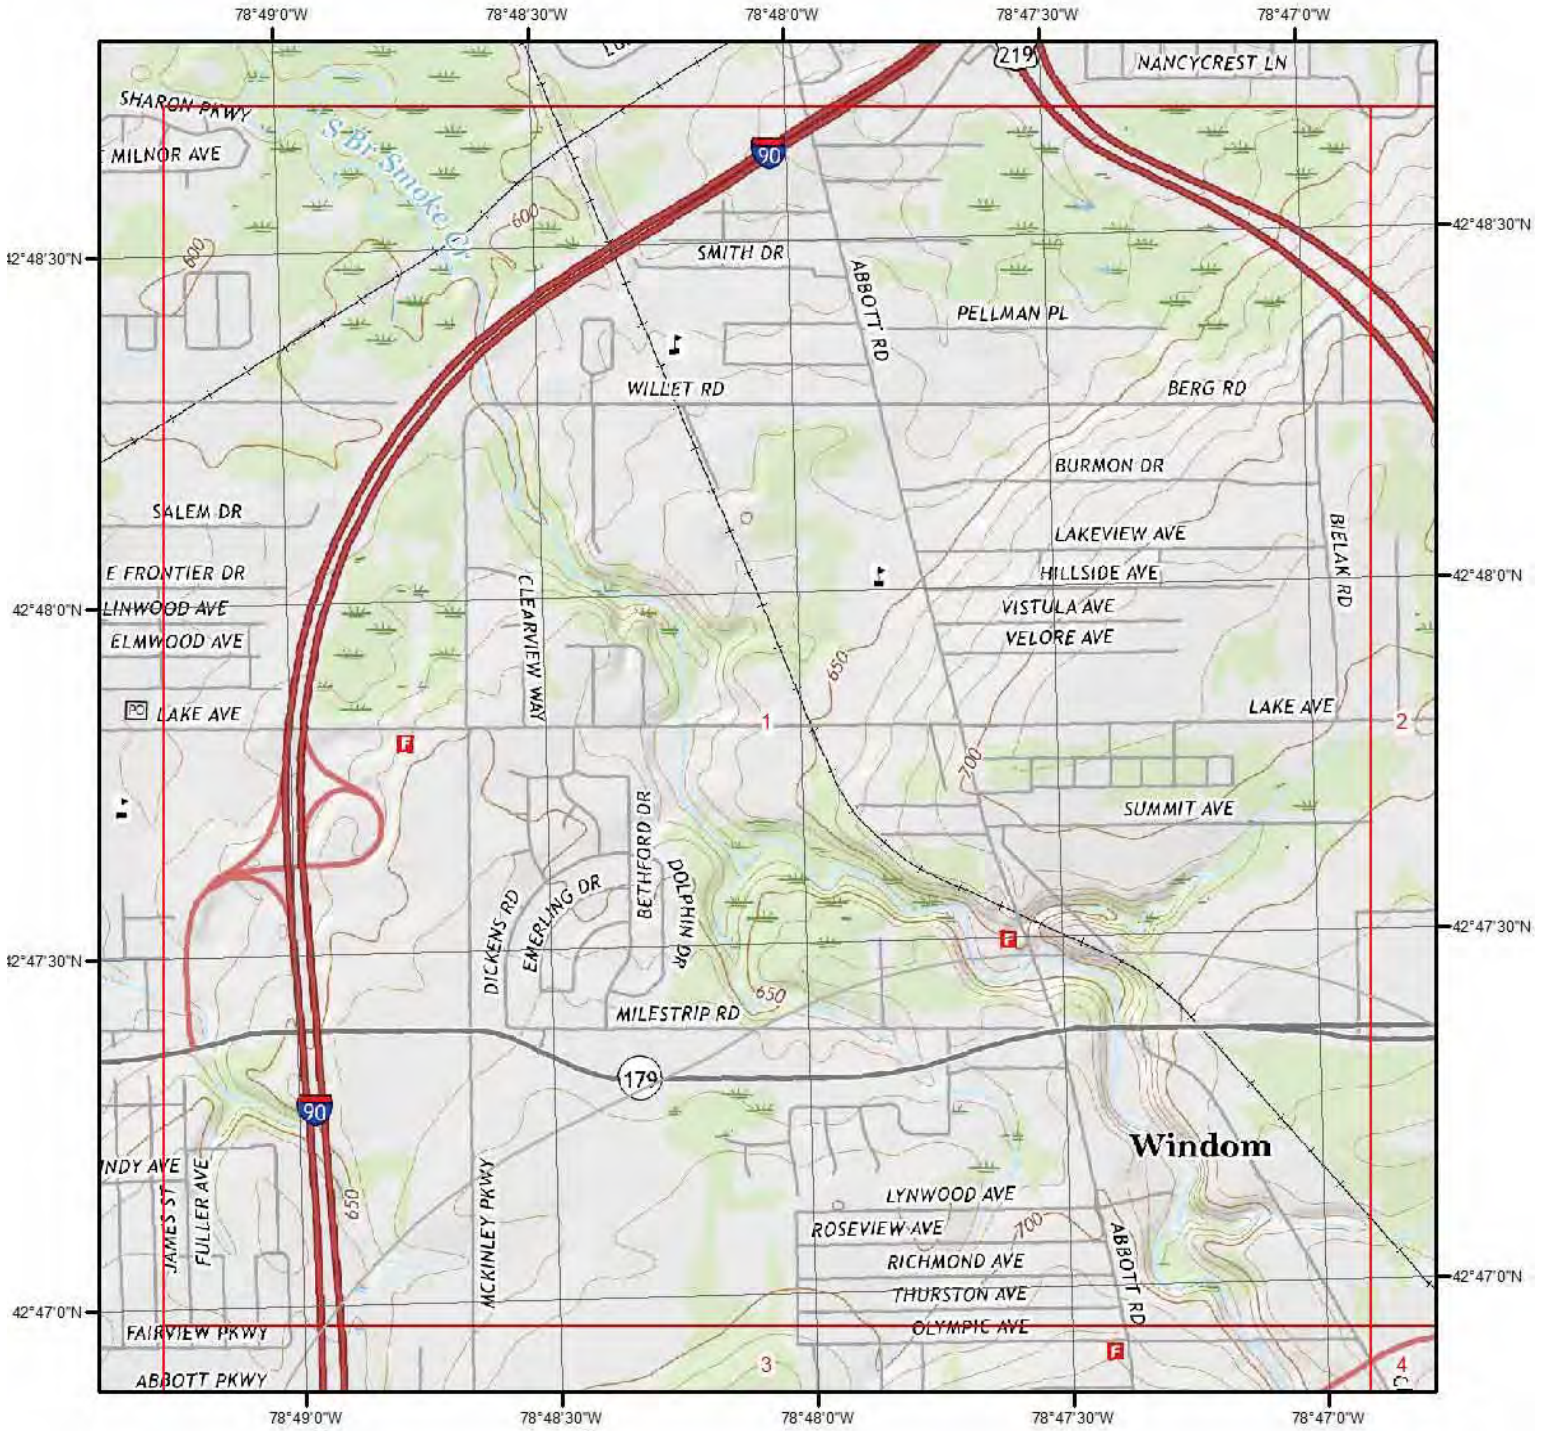 78°49'0"W
78°48'30"W
78°48'0"W
78°47'30"W
78°47'0"W
219
NANCYCREST LN
SHARON PKWY
S Br Smoke Cr
MILNOR AVE
90
600
600
42°48'30"N
42°48'30"N
SMITH DR
ABBOTT RD
PELLMAN PL
WILLET RD
BERG RD
BURMON DR
SALEM DR
LAKEVIEW AVE
BIELAK RD
E FRONTIER DR
HILLSIDE AVE
42°48'0"N
42°48'0"N
LINWOOD AVE
CLEARVIEW WAY
VISTULA AVE
ELMWOOD AVE
VELORE AVE
650
PO
LAKE AVE
LAKE AVE
1
2
F
700
SUMMIT AVE
BETHFORD DR
DOLPHIN DR
EMERLING DR
DICKENS RD
F
42°47'30"N
2°47'30"N
650
MILESTRIP RD
179
90
Windom
NDY AVE
JAMES ST
FULLER AVE
650
MCKINLEY PKWY
LYNWOOD AVE
700
ROSEVIEW AVE
ABBOTT RD
RICHMOND AVE
42°47'0"N
THURSTON AVE
42°47'0"N
FAIRVIEW PKWY
OLYMPIC AVE
F
3
4
ABBOTT PKWY
78°49'0"W
78°48'30"W
78°48'0"W
78°47'30"W
78°47'0"W